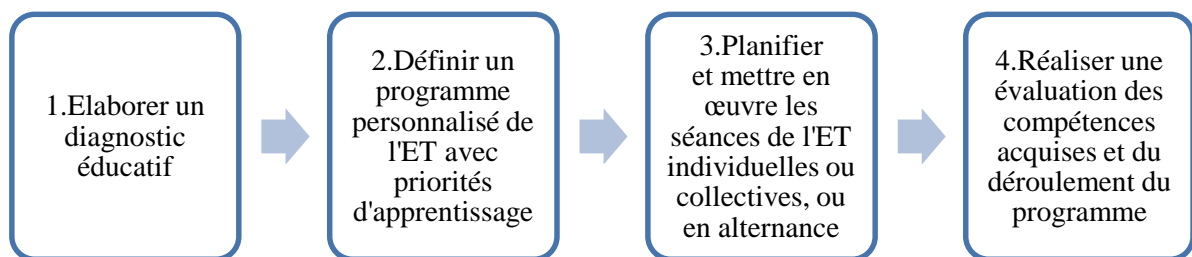 1.Elaborer un
diagnostic
éducatif
2.Définir un
programme
personnalisé de
l'ET avec
priorités
d'apprentissage
3.Planifier
et mettre en
œuvre les
séances de l'ET
individuelles ou
collectives, ou
en alternance
4.Réaliser une
évaluation des
compétences
acquises et du
déroulement du
programme